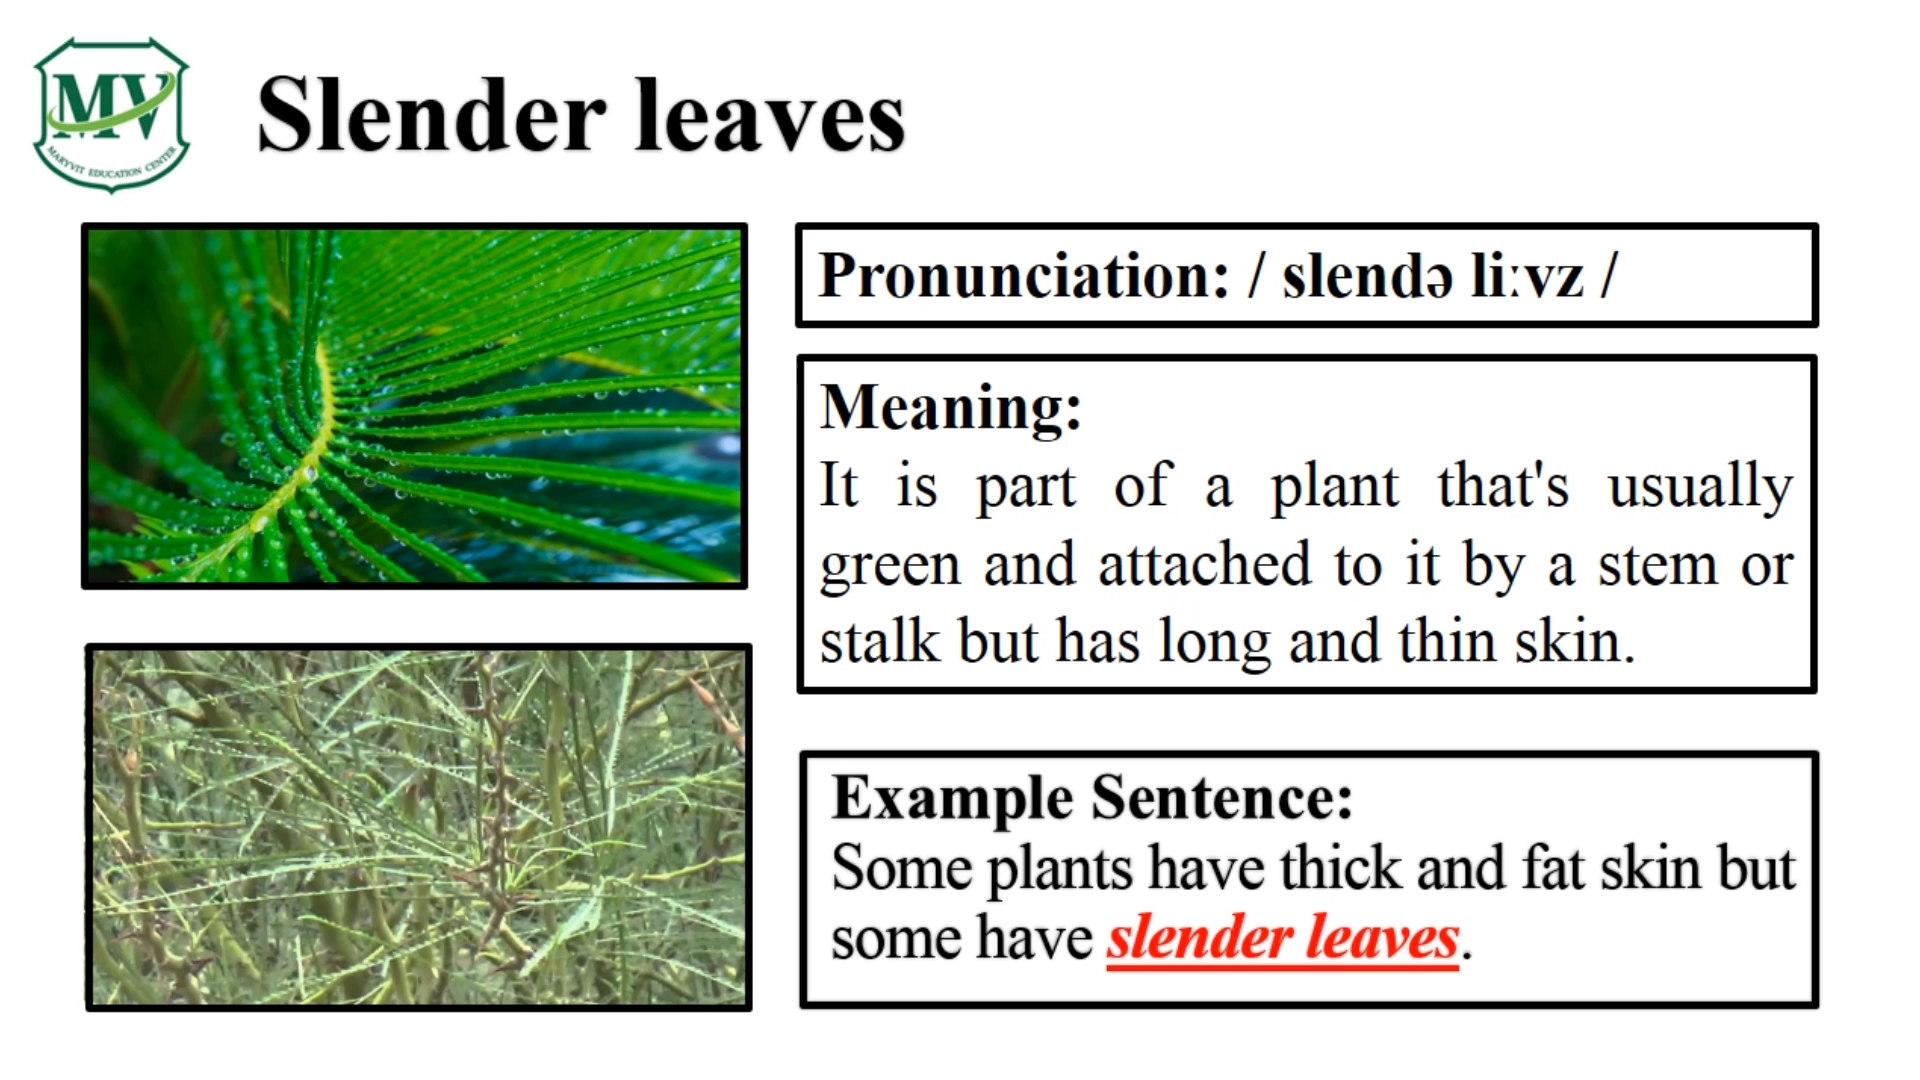 MV
MARYVIT EDUCATION CENTER
Slender leaves
Pronunciation: / slendə li:vz /
Meaning:
It is part of a plant that's usually
green and attached to it by a stem or
stalk but has long and thin skin.
Example Sentence:
Some plants have thick and fat skin but
some have slender leaves.